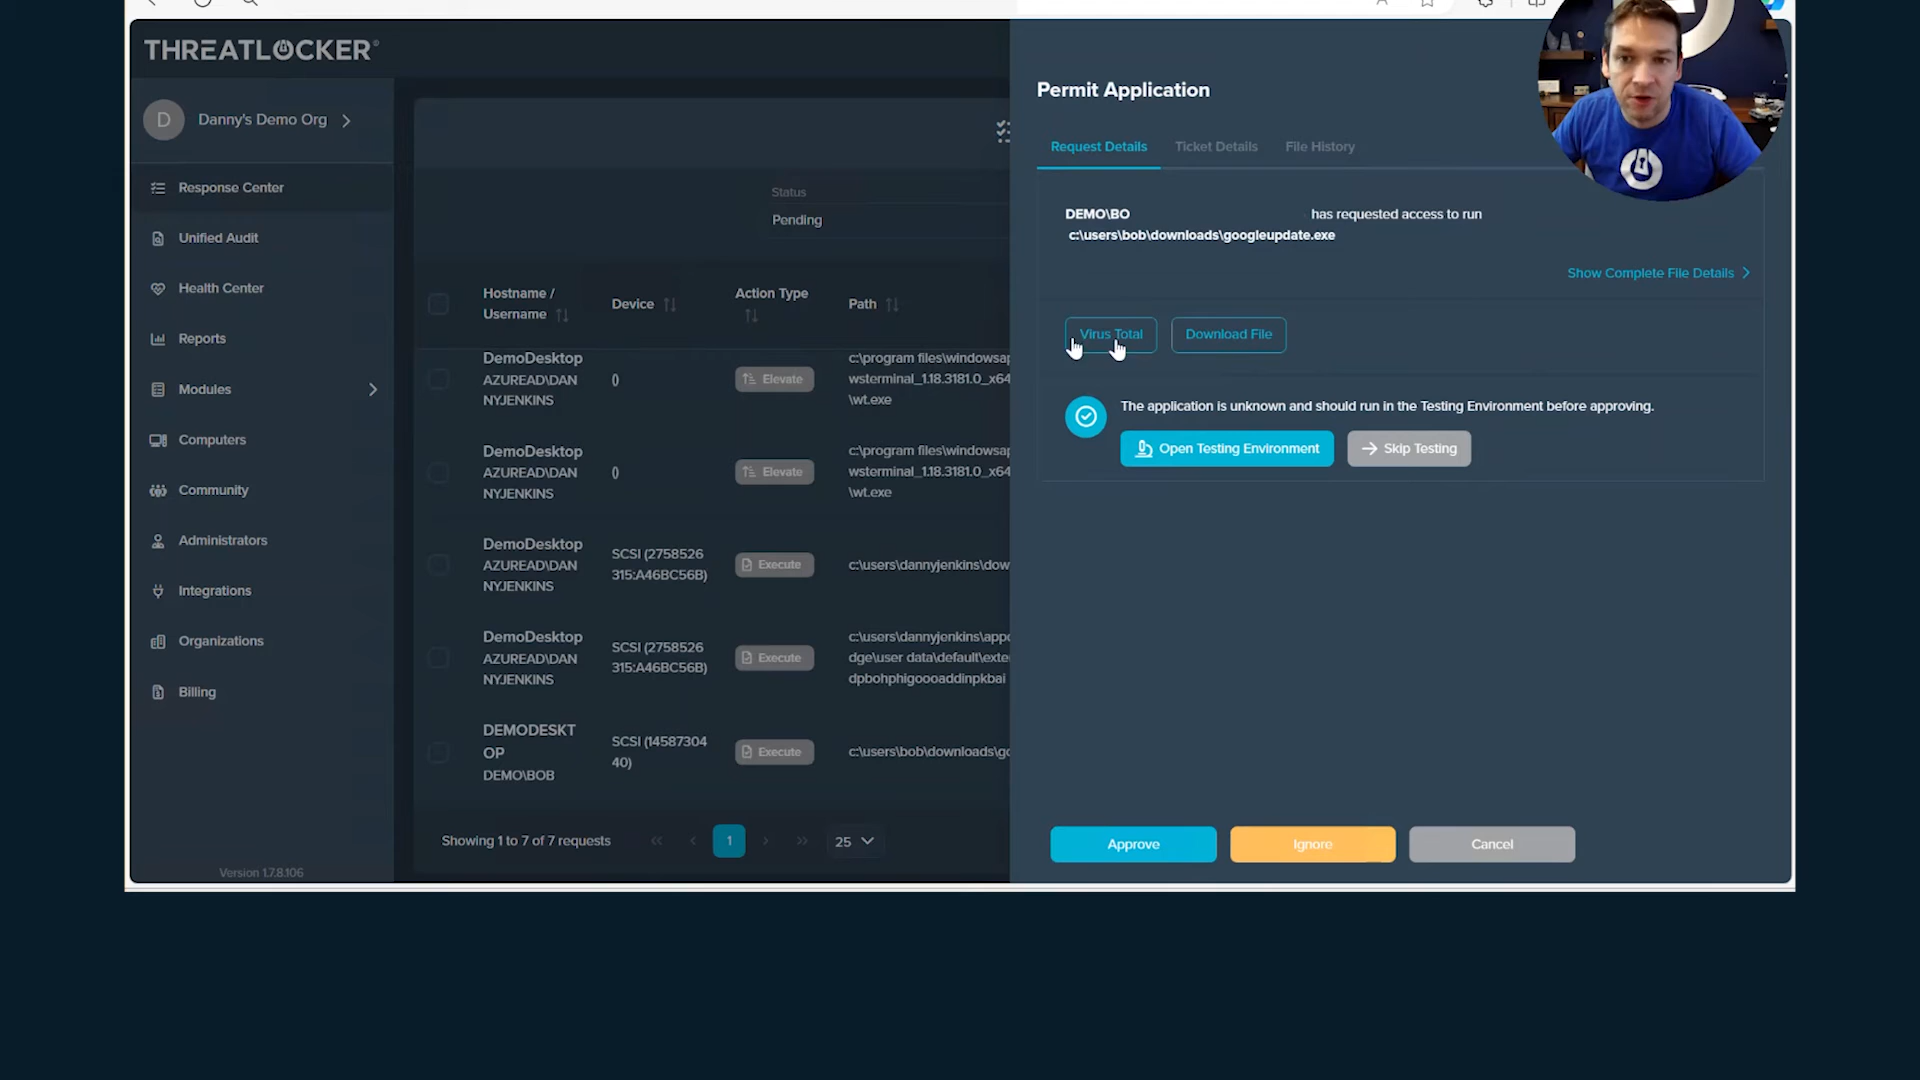 THREATLOCKER
D Danny's Demo Org
Response Center
Unified Audit
Health Center
Reports
Modules
Computers
Community
Administrators
Integrations
Organizations
Billing
Version 1.7.8.106
Status
Pending
Hostname /
Username
Device
Action Type
Path
DemoDesktop
AZUREAD\DAN
NYJENKINS
()
Elevate
c:\program files\windowsap
wsterminal_1.18.3181.0_x64
\wt.exe
DemoDesktop
AZUREAD\DAN
NYJENKINS
()
Elevate
c:\program files\windowsap
wsterminal_1.18.3181.0_x64
\wt.exe
DemoDesktop
AZUREAD\DAN
NYJENKINS
SCSI (2758526
315:A46BC56B)
Execute
c:\users\dannyjenkins\dow
DemoDesktop
AZUREAD\DAN
NYJENKINS
SCSI (2758526
315:A46BC56B)
Execute
c:\users\dannyjenkins\appd
dge\user data\default\exte
dpbohphigoooaddinpkbai
DEMODESKT
OP
DEMO\BOB
SCSI (14587304
40)
Execute
c:\users\bob\downloads\go
Showing 1 to 7 of 7 requests
1
25
Permit Application
Request Details
Ticket Details
File History
DEMO\BO has requested access to run
c:\users\bob\downloads\googleupdate.exe
Show Complete File Details
Virus Total
Download File
The application is unknown and should run in the Testing Environment before approving.
Open Testing Environment
Skip Testing
Approve
Ignore
Cancel